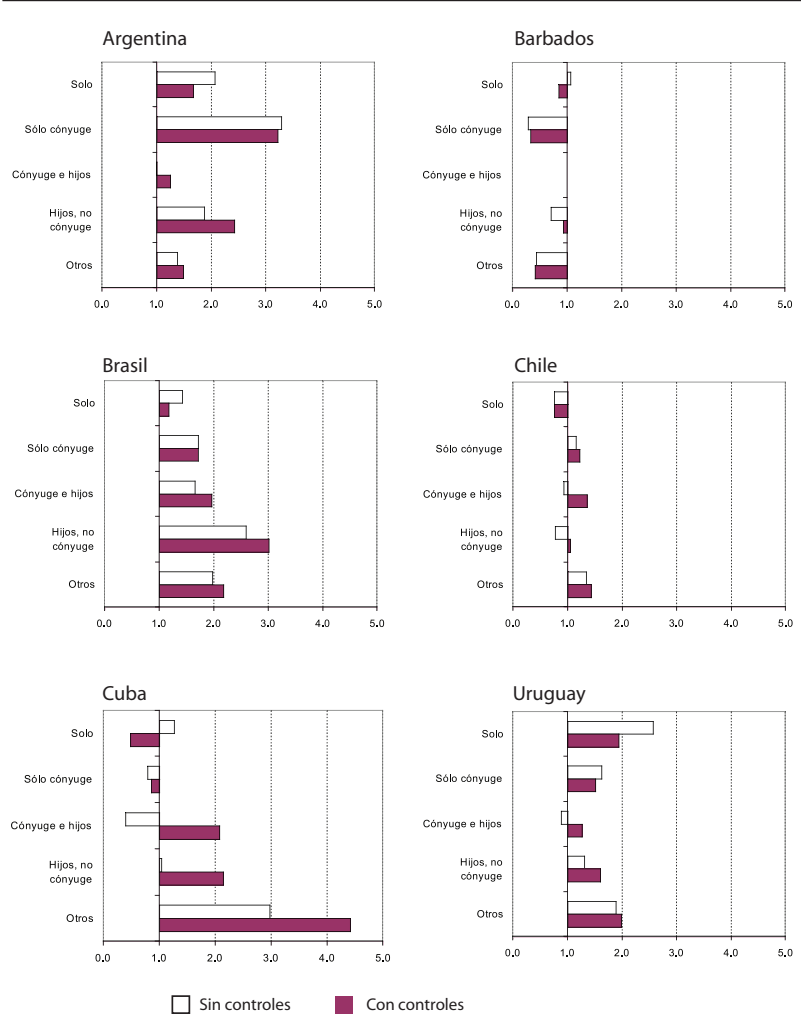 Argentina
Solo
Sólo cónyuge
Cónyuge e hijos
Hijos, no
cónyuge
Otros
0.0 1.0 2.0 3.0 4.0 5.0
Barbados
Solo
Sólo cónyuge
Cónyuge e hijos
Hijos, no
cónyuge
Otros
0.0 1.0 2.0 3.0 4.0 5.0
Brasil
Solo
Sólo cónyuge
Cónyuge e hijos
Hijos, no
cónyuge
Otros
0.0 1.0 2.0 3.0 4.0 5.0
Chile
Solo
Sólo cónyuge
Cónyuge e hijos
Hijos, no
cónyuge
Otros
0.0 1.0 2.0 3.0 4.0 5.0
Cuba
Solo
Sólo cónyuge
Cónyuge e hijos
Hijos, no
cónyuge
Otros
0.0 1.0 2.0 3.0 4.0 5.0
Uruguay
Solo
Sólo cónyuge
Cónyuge e hijos
Hijos, no
cónyuge
Otros
0.0 1.0 2.0 3.0 4.0 5.0
Sin controles Con controles